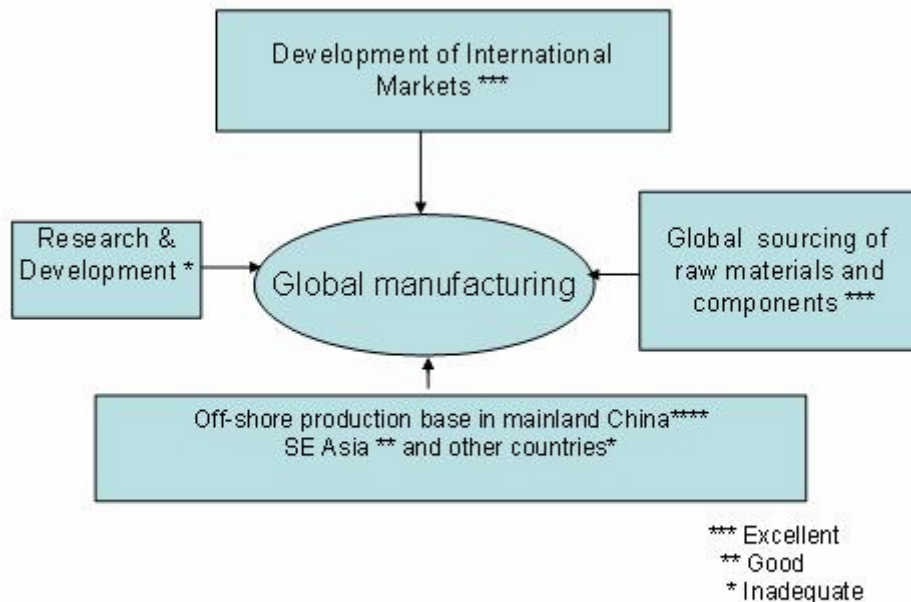 Development of International
Markets ***
Research &
Development *
Global manufacturing
Global sourcing of
raw materials and
components ***
Off-shore production base in mainland China****
SE Asia ** and other countries*
*** Excellent
** Good
* Inadequate